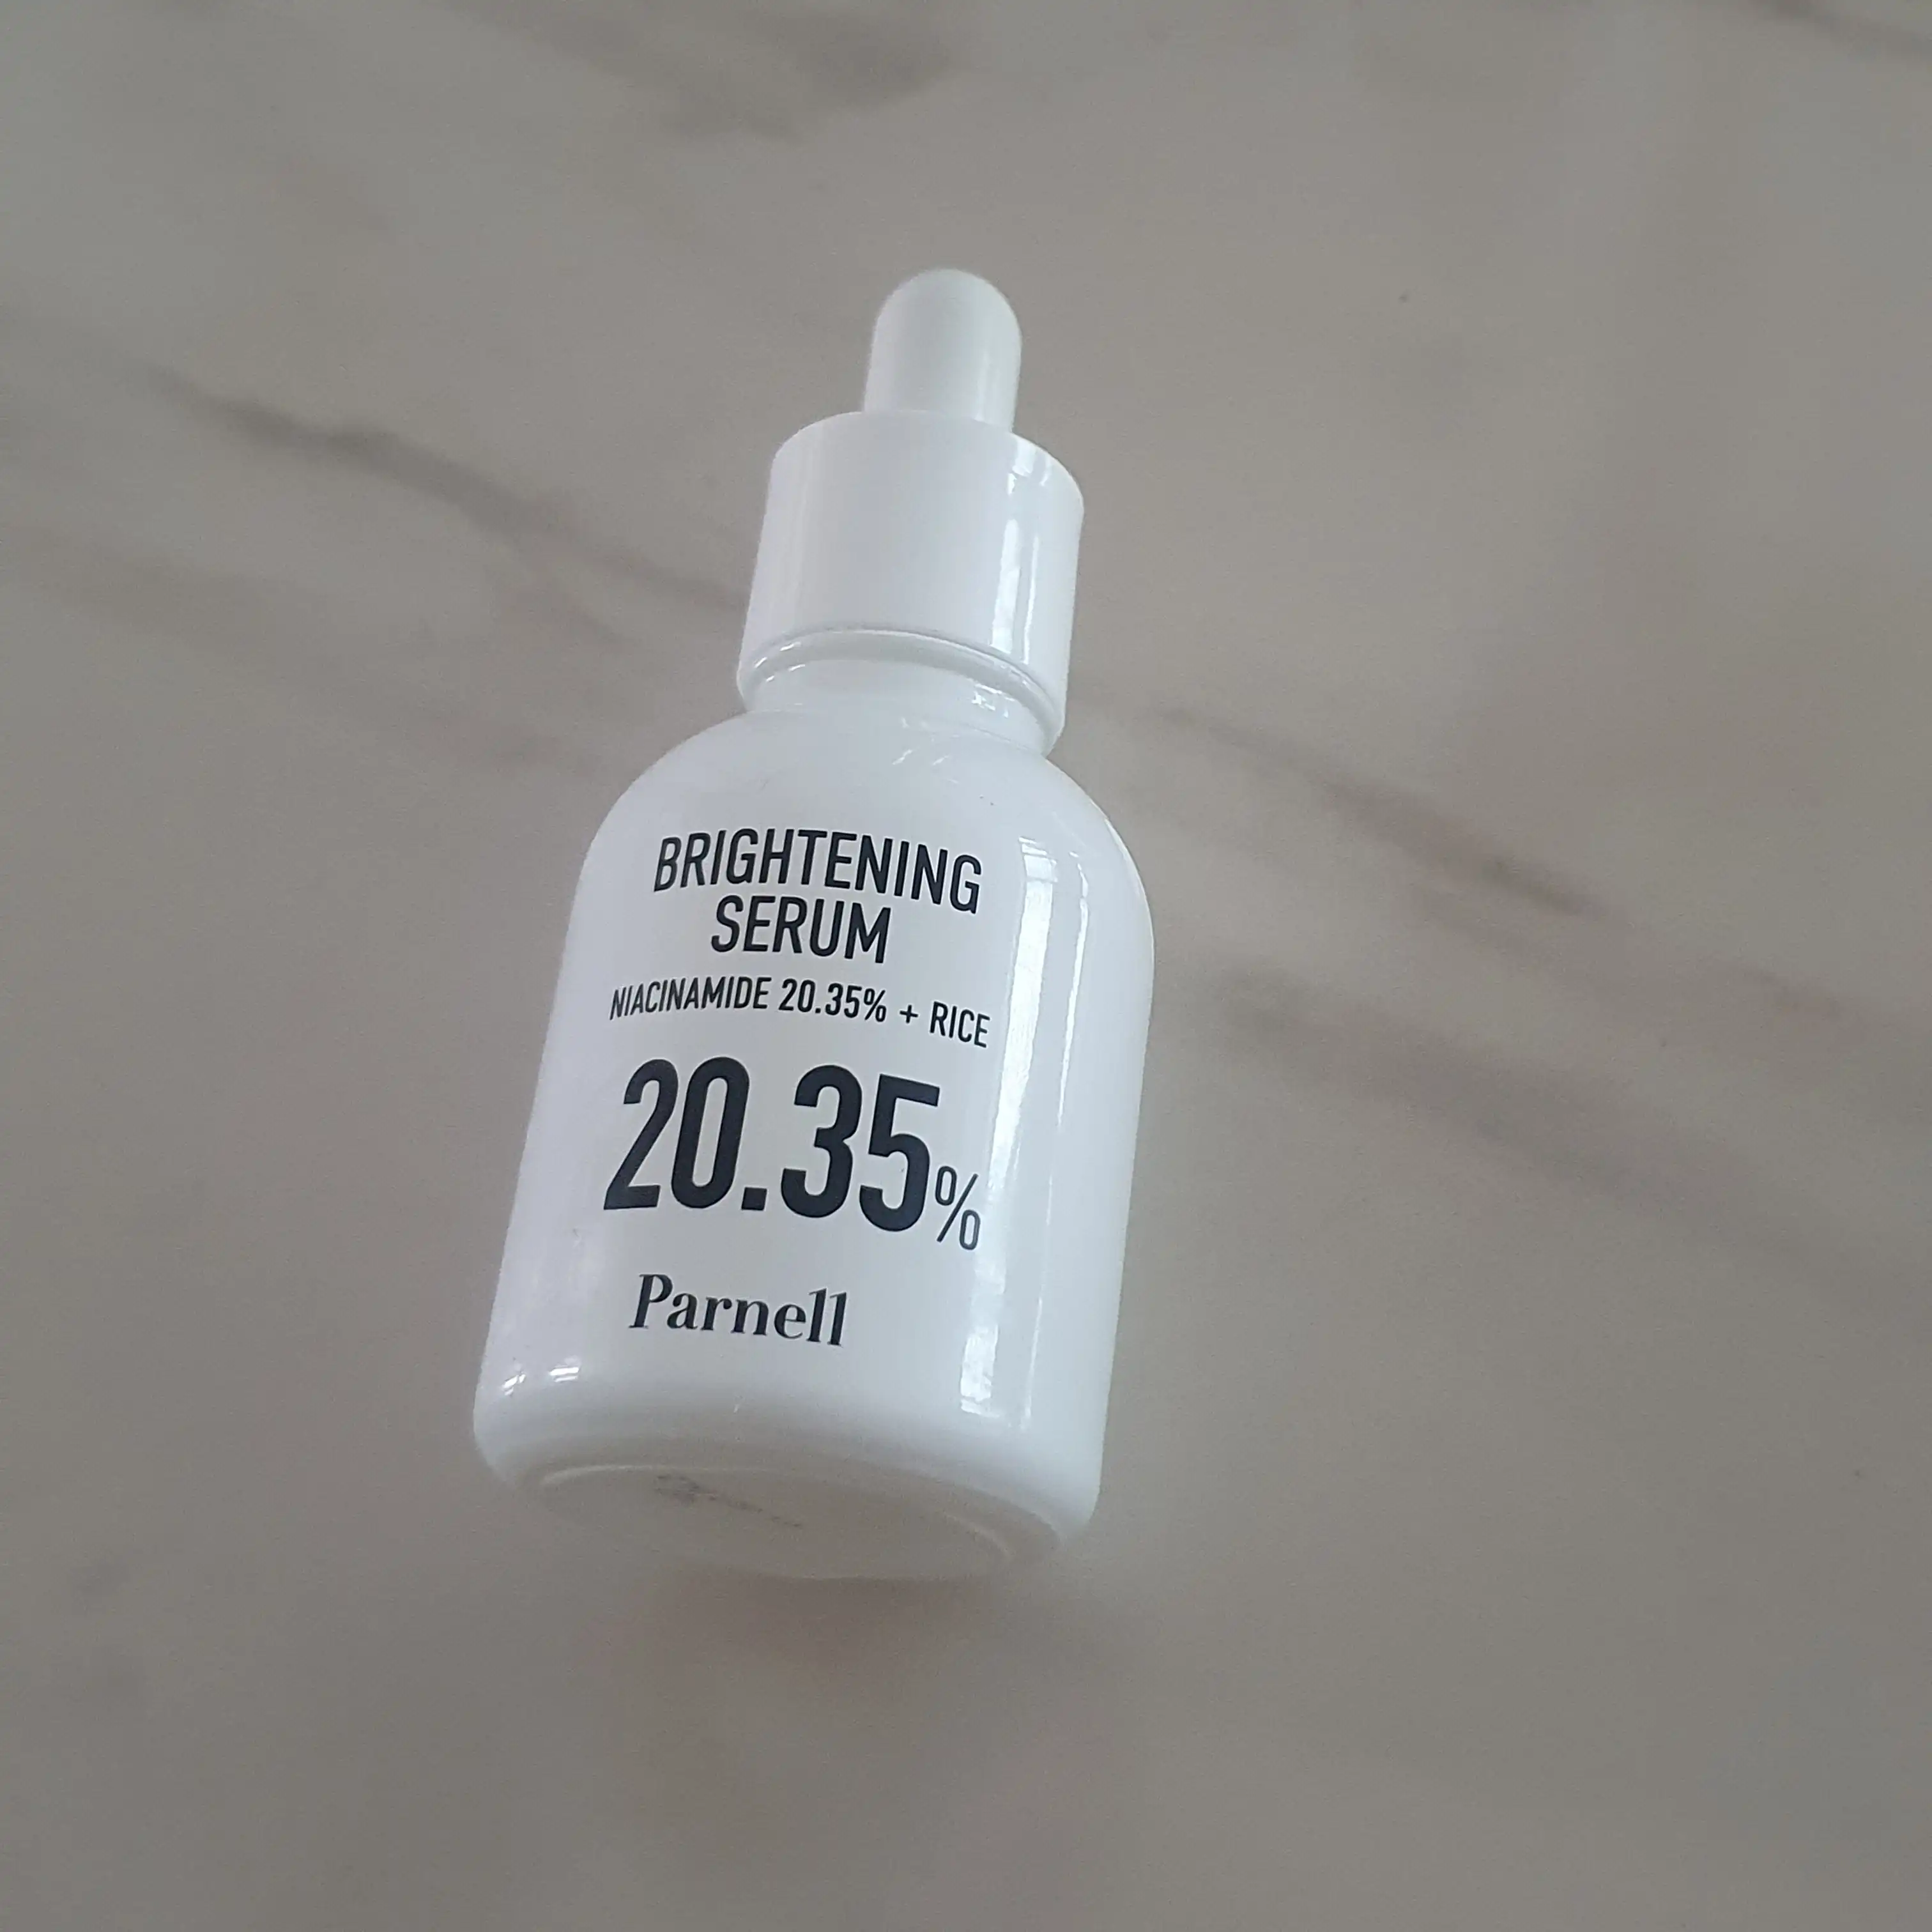 BRIGHTENING
SERUM
NIACINAMIDE 20.35% + RICE
20.35%
Parnell